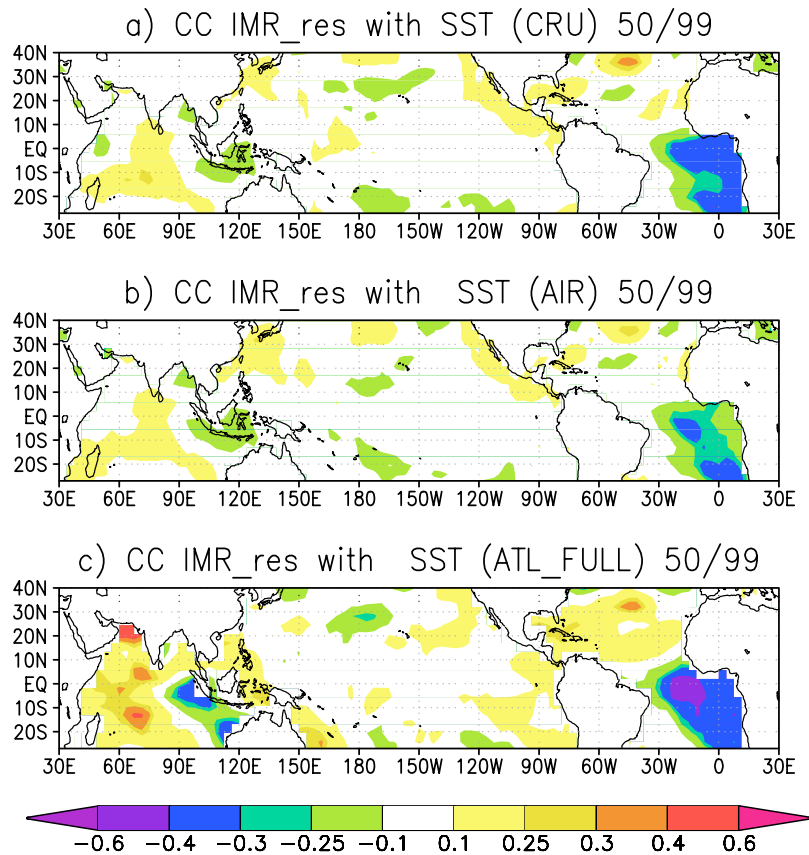 a) CC IMR_res with SST (CRU) 50/99
40N
30N
20N
10N
EQ
10S
20S
30E 60E 90E 120E 150E 180 150W 120W 90W 60W 30W 0 30E
b) CC IMR_res with SST (AIR) 50/99
40N
30N
20N
10N
EQ
10S
20S
30E 60E 90E 120E 150E 180 150W 120W 90W 60W 30W 0 30E
c) CC IMR_res with SST (ATL_FULL) 50/99
40N
30N
20N
10N
EQ
10S
20S
30E 60E 90E 120E 150E 180 150W 120W 90W 60W 30W 0 30E
-0.6 -0.4 -0.3 -0.25 -0.1 0.1 0.25 0.3 0.4 0.6